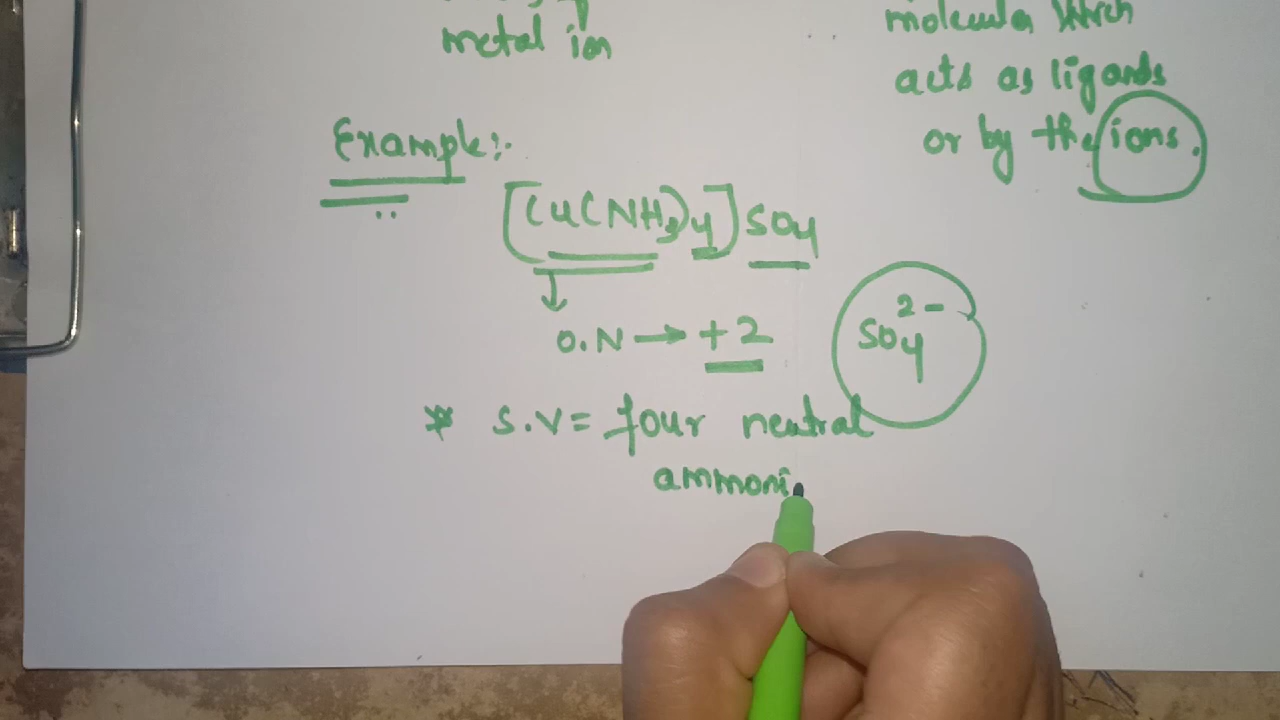 metal ion
molecula which
acts as ligands
or by the ions.
Example:-
[Cu(NH3)4]SO4
O.N → +2
SO4 2-
* S.V = four neutral
ammoni